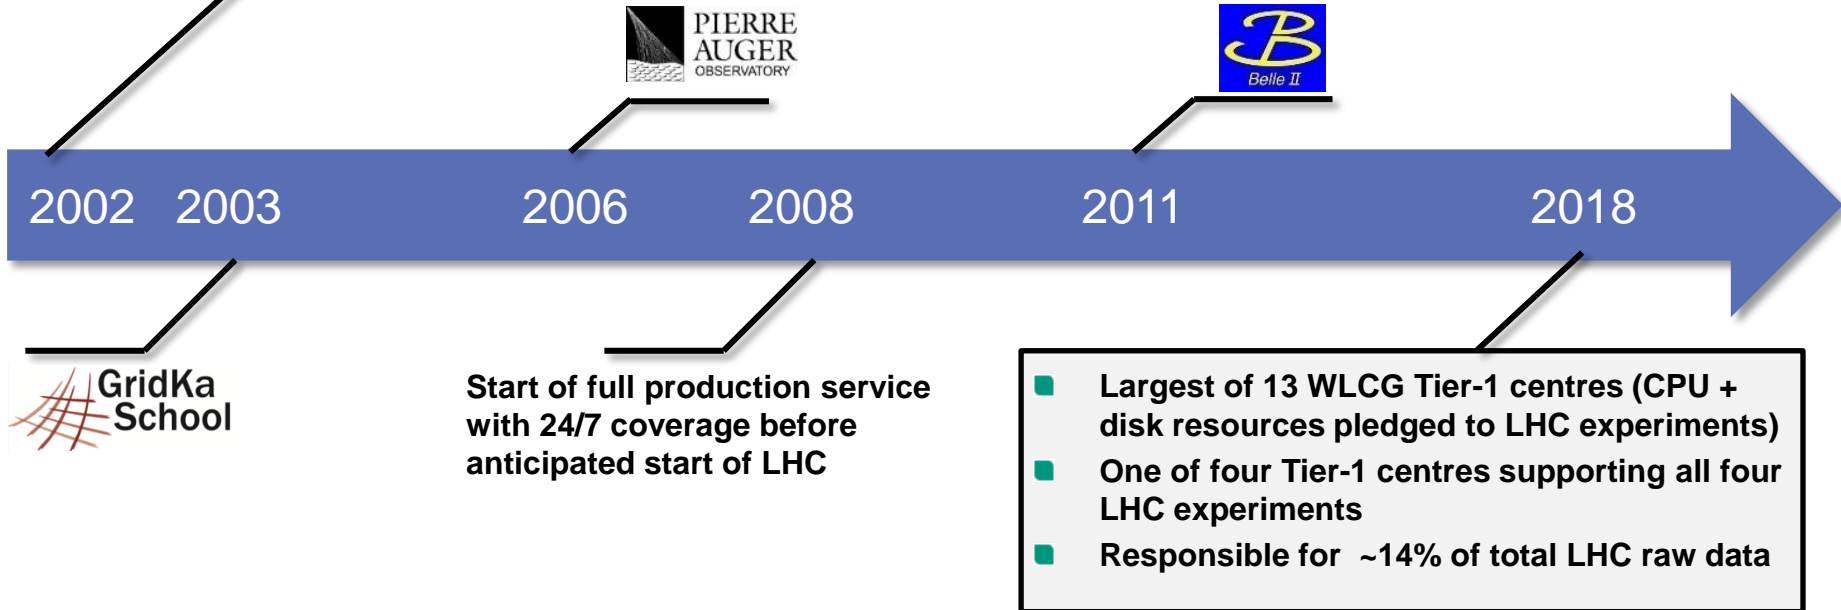 PIERRE
AUGER
OBSERVATORY
B
Belle II
2002 2003 2006 2008 2011 2018
GridKa
School
Start of full production service
with 24/7 coverage before
anticipated start of LHC
Largest of 13 WLCG Tier-1 centres (CPU +
disk resources pledged to LHC experiments)
One of four Tier-1 centres supporting all four
LHC experiments
Responsible for ~14% of total LHC raw data